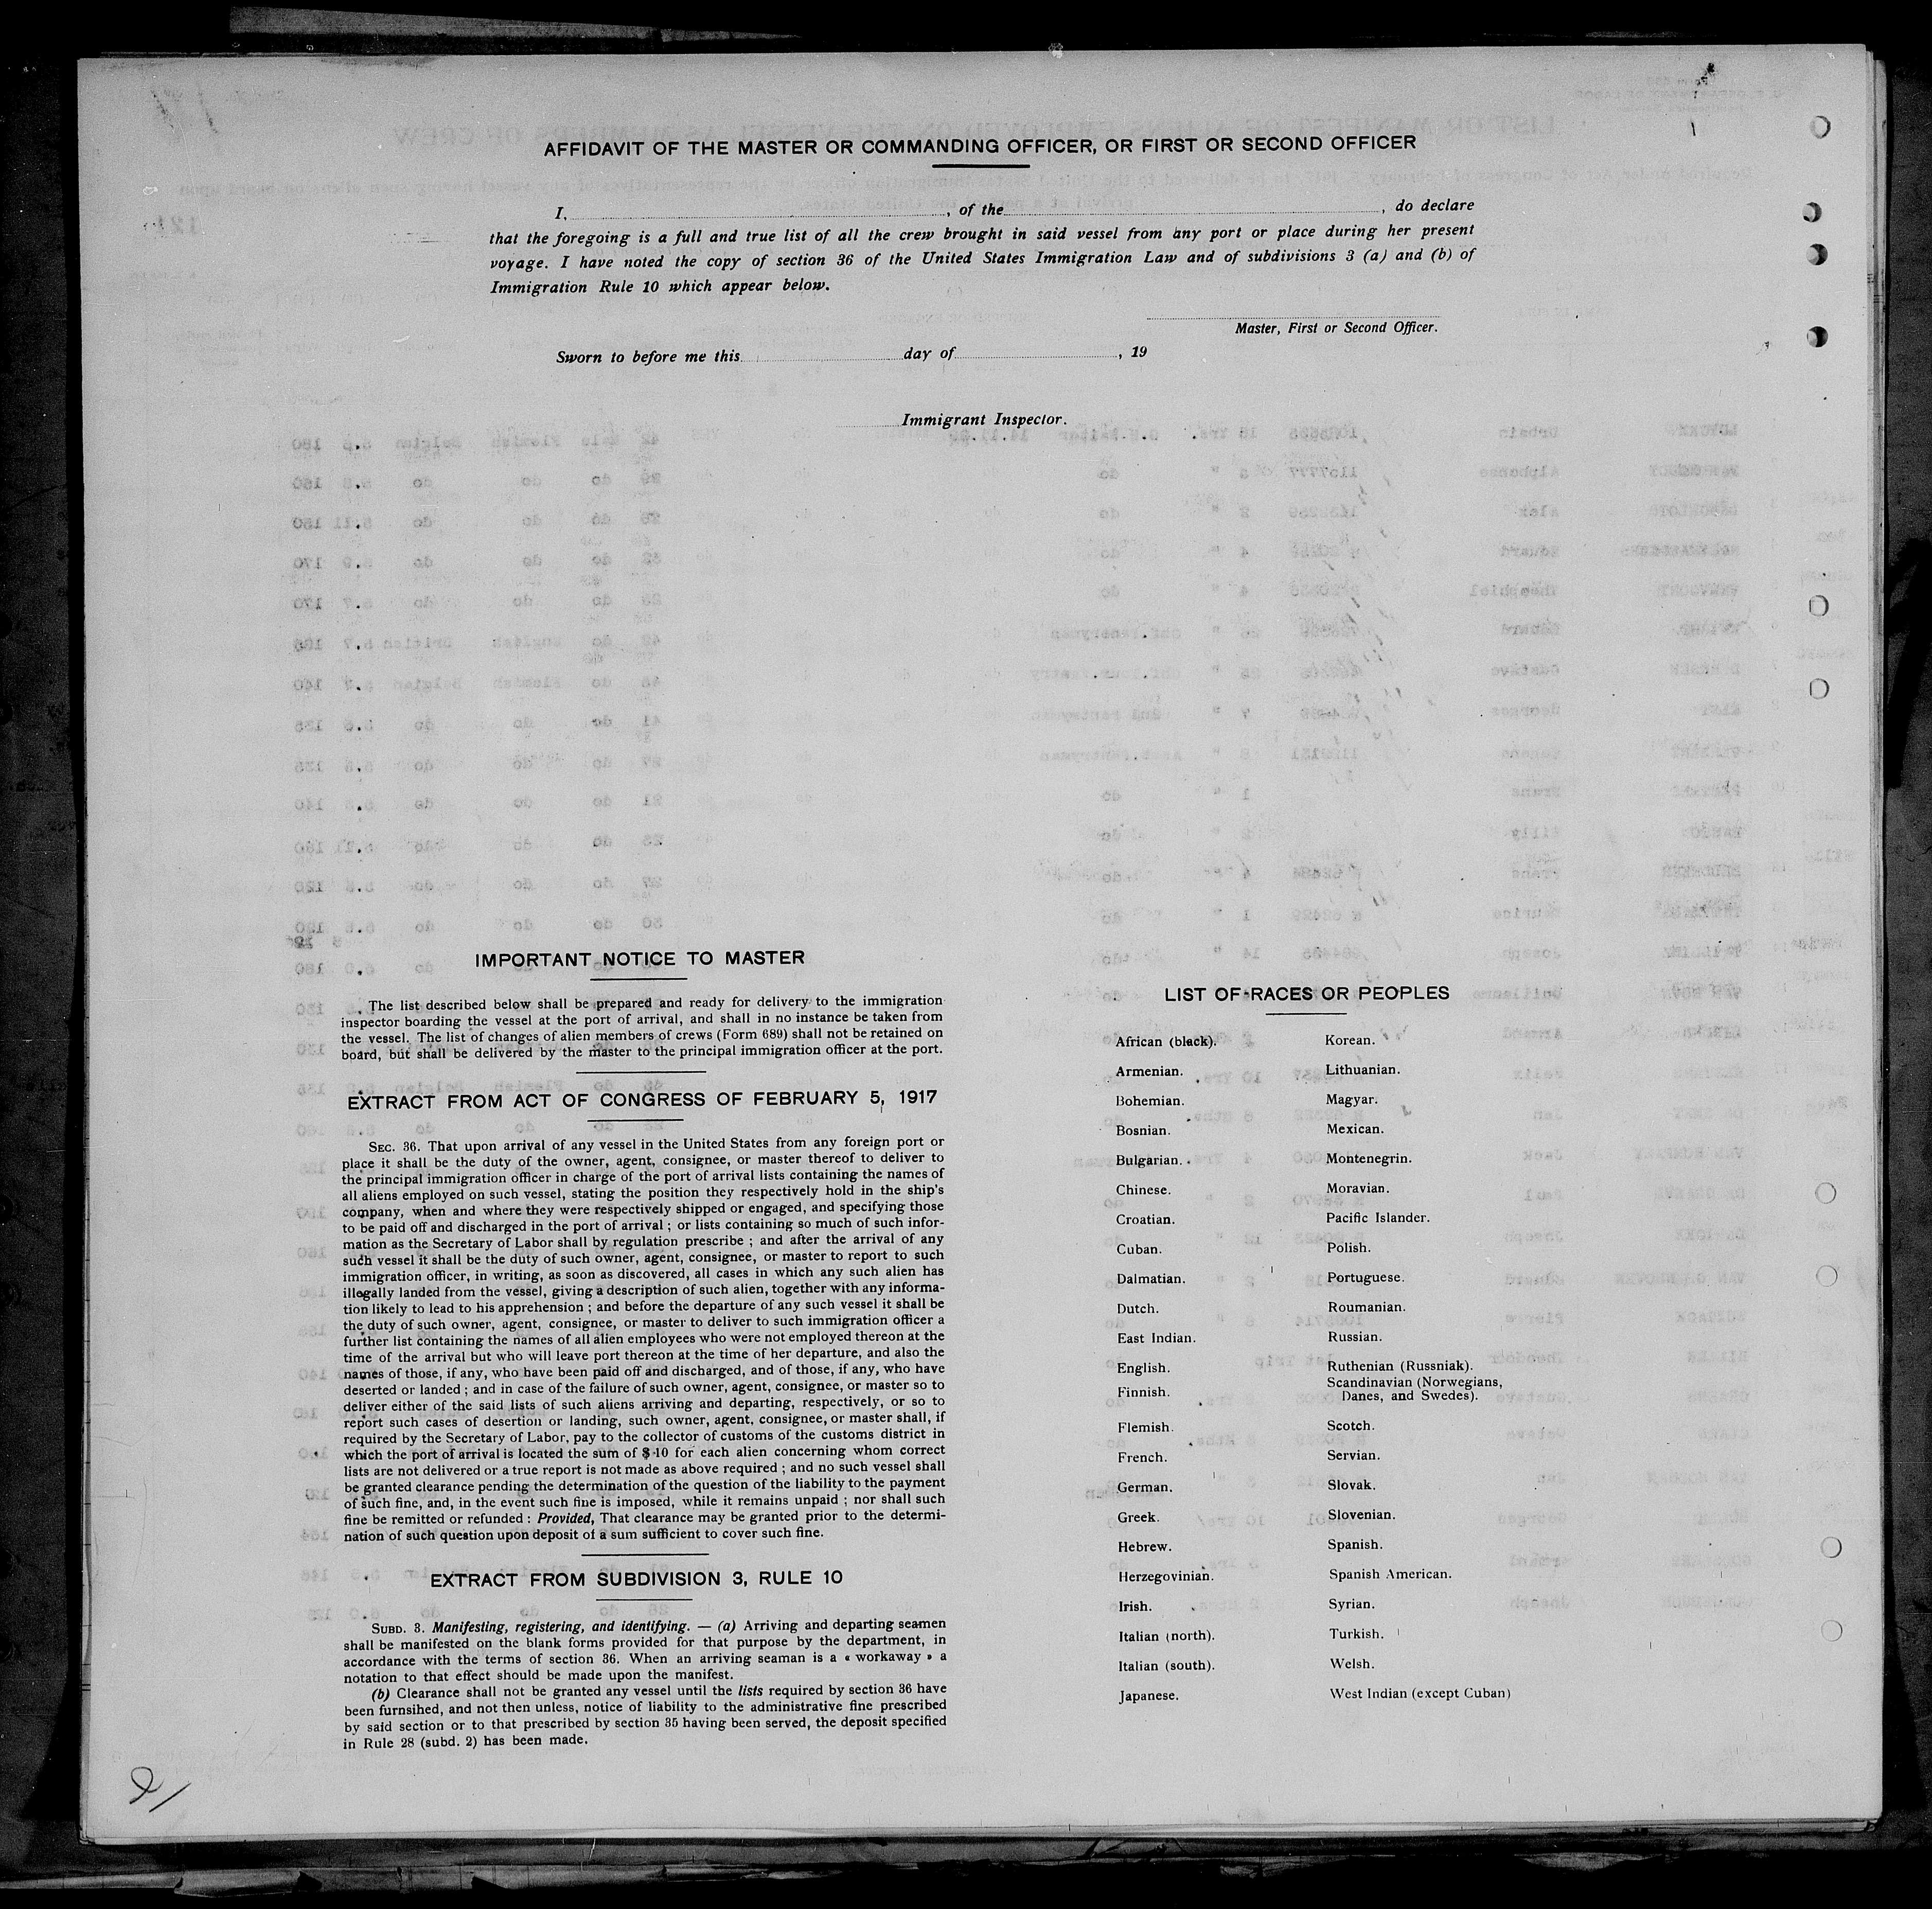 AFFIDAVIT OF THE MASTER OR COMMANDING OFFICER, OR FIRST OR SECOND OFFICER
I, , of the , do declare
that the foregoing is a full and true list of all the crew brought in said vessel from any port or place during her present
voyage. I have noted the copy of section 36 of the United States Immigration Law and of subdivisions 3 (a) and (b) of
Immigration Rule 10 which appear below.
Master, First or Second Officer.
Sworn to before me this day of , 19
Immigrant Inspector.
IMPORTANT NOTICE TO MASTER
The list described below shall be prepared and ready for delivery to the immigration
inspector boarding the vessel at the port of arrival, and shall in no instance be taken from
the vessel. The list of changes of alien members of crews (Form 689) shall not be retained on
board, but shall be delivered by the master to the principal immigration officer at the port.
EXTRACT FROM ACT OF CONGRESS OF FEBRUARY 5, 1917
SEC. 36. That upon arrival of any vessel in the United States from any foreign port or
place it shall be the duty of the owner, agent, consignee, or master thereof to deliver to
the principal immigration officer in charge of the port of arrival lists containing the names of
all aliens employed on such vessel, stating the position they respectively hold in the ship's
company, when and where they were respectively shipped or engaged, and specifying those
to be paid off and discharged in the port of arrival ; or lists containing so much of such infor-
mation as the Secretary of Labor shall by regulation prescribe ; and after the arrival of any
such vessel it shall be the duty of such owner, agent, consignee, or master to report to such
immigration officer, in writing, as soon as discovered, all cases in which any such alien has
illegally landed from the vessel, giving a description of such alien, together with any informa-
tion likely to lead to his apprehension ; and before the departure of any such vessel it shall be
the duty of such owner, agent, consignee, or master to deliver to such immigration officer a
further list containing the names of all alien employees who were not employed thereon at the
time of the arrival but who will leave port thereon at the time of her departure, and also the
names of those, if any, who have been paid off and discharged, and of those, if any, who have
deserted or landed ; and in case of the failure of such owner, agent, consignee, or master so to
deliver either of the said lists of such aliens arriving and departing, respectively, or so to
report such cases of desertion or landing, such owner, agent, consignee, or master shall, if
required by the Secretary of Labor, pay to the collector of customs of the customs district in
which the port of arrival is located the sum of $ 10 for each alien concerning whom correct
lists are not delivered or a true report is not made as above required ; and no such vessel shall
be granted clearance pending the determination of the question of the liability to the payment
of such fine, and, in the event such fine is imposed, while it remains unpaid ; nor shall such
fine be remitted or refunded : Provided, That clearance may be granted prior to the determi-
nation of such question upon deposit of a sum sufficient to cover such fine.
EXTRACT FROM SUBDIVISION 3, RULE 10
SUBD. 3. Manifesting, registering, and identifying. — (a) Arriving and departing seamen
shall be manifested on the blank forms provided for that purpose by the department, in
accordance with the terms of section 36. When an arriving seaman is a « workaway » a
notation to that effect should be made upon the manifest.
(b) Clearance shall not be granted any vessel until the lists required by section 36 have
been furnsihed, and not then unless, notice of liability to the administrative fine prescribed
by said section or to that prescribed by section 35 having been served, the deposit specified
in Rule 28 (subd. 2) has been made.
LIST OF RACES OR PEOPLES
African (black).
Armenian.
Bohemian.
Bosnian.
Bulgarian.
Chinese.
Croatian.
Cuban.
Dalmatian.
Dutch.
East Indian.
English.
Finnish.
Flemish.
French.
German.
Greek.
Hebrew.
Herzegovinian.
Irish.
Italian (north).
Italian (south).
Japanese.
Korean.
Lithuanian.
Magyar.
Mexican.
Montenegrin.
Moravian.
Pacific Islander.
Polish.
Portuguese.
Roumanian.
Russian.
Ruthenian (Russniak).
Scandinavian (Norwegians,
Danes, and Swedes).
Scotch.
Servian.
Slovak.
Slovenian.
Spanish.
Spanish American.
Syrian.
Turkish.
Welsh.
West Indian (except Cuban)